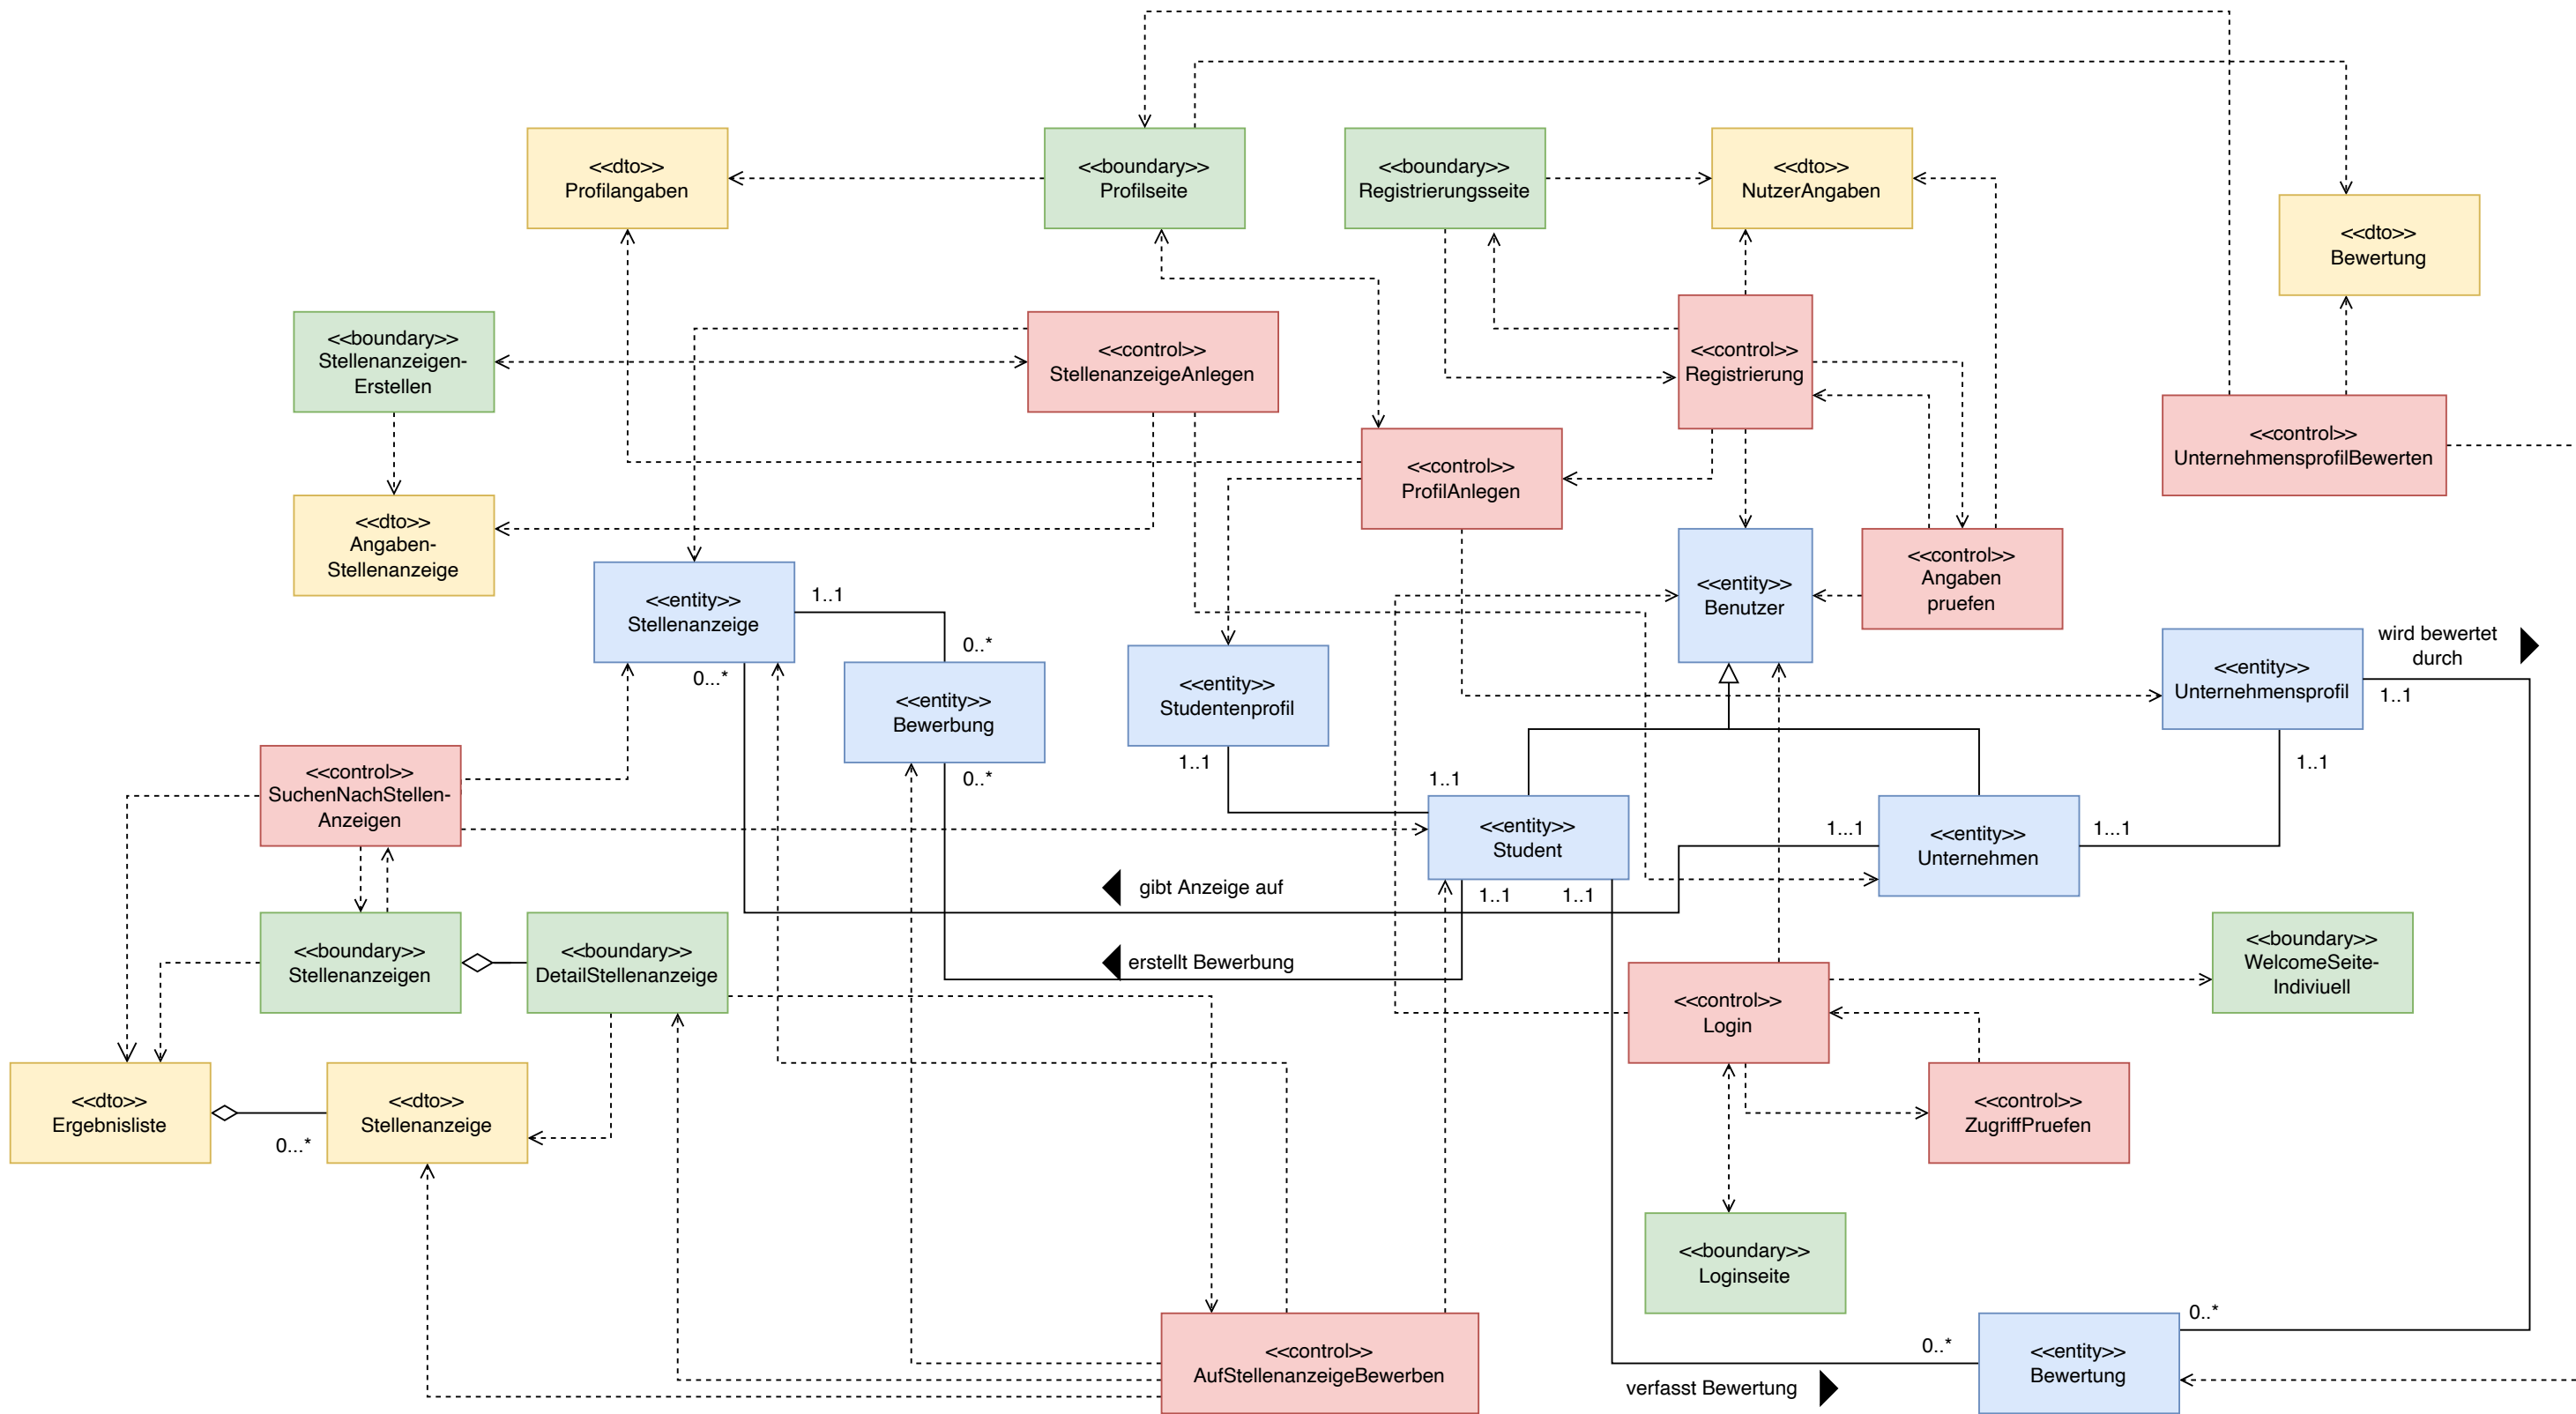 <<dto>>
Profilangaben
<<boundary>>
Profilseite
<<boundary>>
Registrierungsseite
<<dto>>
NutzerAngaben
<<dto>>
Bewertung
<<boundary>>
Stellenanzeigen-
Erstellen
<<control>>
StellenanzeigeAnlegen
<<control>>
Registrierung
<<control>>
ProfilAnlegen
<<control>>
UnternehmensprofilBewerten
<<dto>>
Angaben-
Stellenanzeige
<<entity>>
Stellenanzeige
1..1
0..*
0...*
<<entity>>
Bewerbung
0..*
<<entity>>
Studentenprofil
1..1
<<entity>>
Benutzer
<<control>>
Angaben
pruefen
<<entity>>
Unternehmensprofil
wird bewertet
durch
1..1
1..1
<<control>>
SuchenNachStellen-
Anzeigen
1..1
<<entity>>
Student
1..1
1..1
1...1
<<entity>>
Unternehmen
1...1
gibt Anzeige auf
erstellt Bewerbung
<<boundary>>
Stellenanzeigen
<<boundary>>
DetailStellenanzeige
<<control>>
Login
<<boundary>>
WelcomeSeite-
Indiviuell
<<dto>>
Ergebnisliste
0...*
<<dto>>
Stellenanzeige
<<control>>
ZugriffPruefen
<<boundary>>
Loginseite
<<control>>
AufStellenanzeigeBewerben
0..*
verfasst Bewertung
<<entity>>
Bewertung
0..*